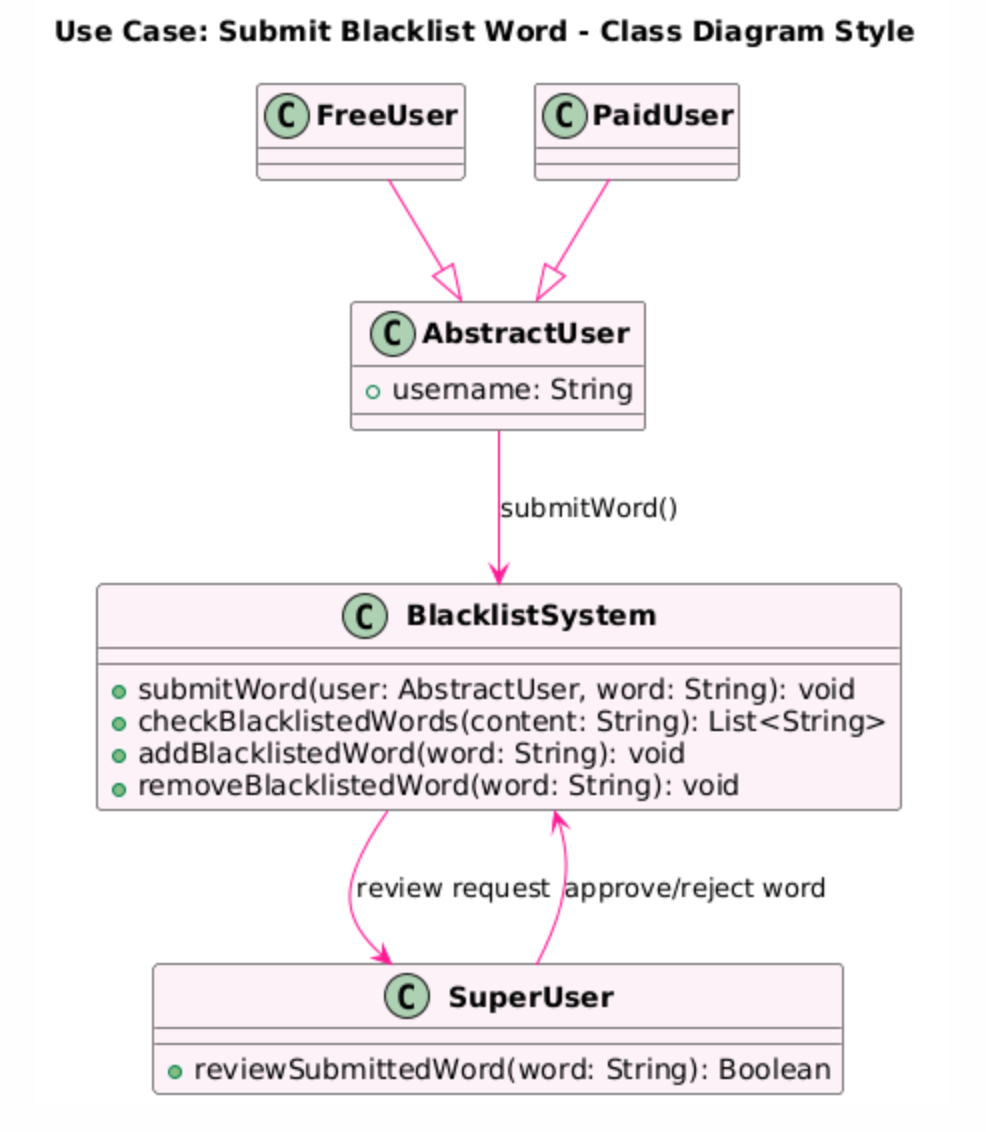 Use Case: Submit Blacklist Word - Class Diagram Style
C FreeUser
C PaidUser
C AbstractUser
username: String
submitWord()
C BlacklistSystem
submitWord(user: AbstractUser, word: String): void
checkBlacklistedWords(content: String): List<String>
addBlacklistedWord(word: String): void
removeBlacklistedWord(word: String): void
review request
approve/reject word
C SuperUser
reviewSubmittedWord(word: String): Boolean